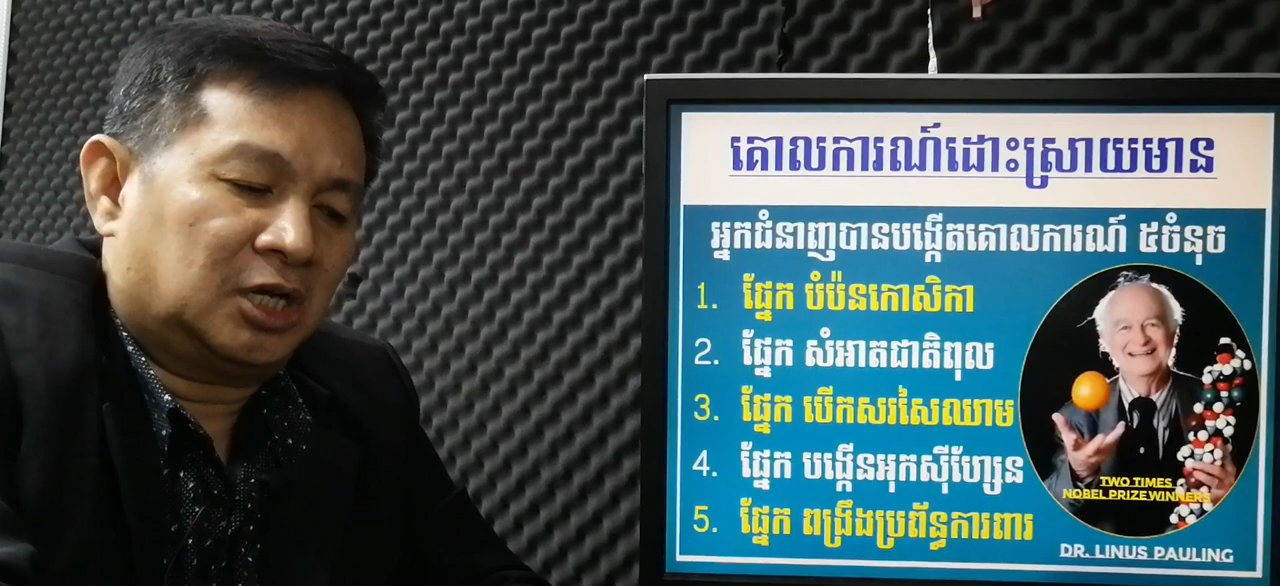 គោលការណ៍ដោះស្រាយមាន
អ្នកជំនាញបានបង្កើតគោលការណ៍ ៥ចំនុច
1. ផ្នែក បំប៉នកោសិកា
2. ផ្នែក សំអាតជាតិពុល
3. ផ្នែក បើកសរសៃឈាម
4. ផ្នែក បង្កើនអុកស៊ីហ្សែន
5. ផ្នែក ពង្រឹងប្រព័ន្ធការពារ
TWO TIMES
NOBEL PRIZE WINNERS
DR. LINUS PAULING